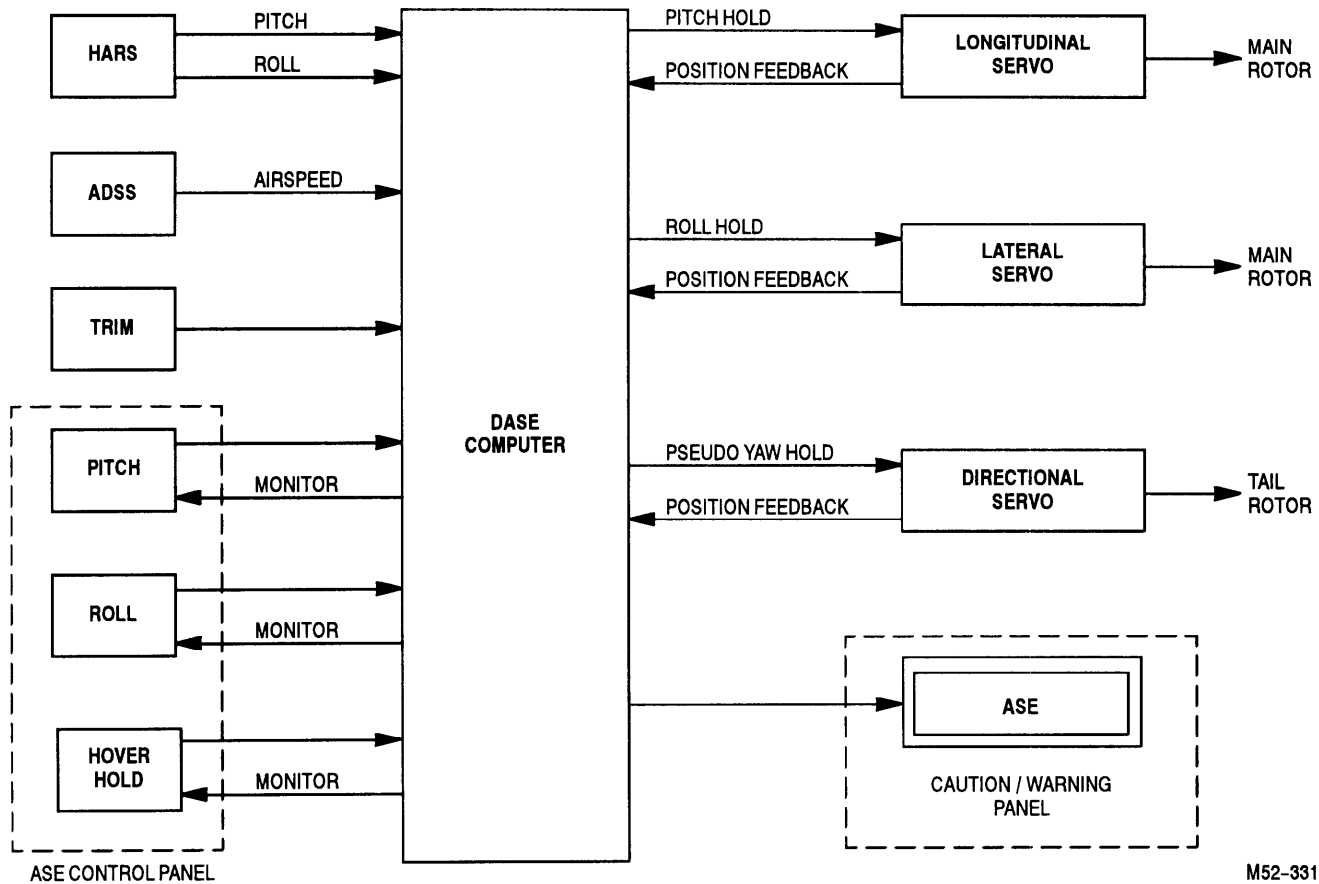 HARS
PITCH
ROLL
ADSS
AIRSPEED
TRIM
PITCH
MONITOR
ROLL
MONITOR
HOVER
HOLD
MONITOR
ASE CONTROL PANEL
DASE
COMPUTER
PITCH HOLD
POSITION FEEDBACK
LONGITUDINAL
SERVO
MAIN
ROTOR
ROLL HOLD
POSITION FEEDBACK
LATERAL
SERVO
MAIN
ROTOR
PSEUDO YAW HOLD
POSITION FEEDBACK
DIRECTIONAL
SERVO
TAIL
ROTOR
ASE
CAUTION / WARNING
PANEL
M52-331